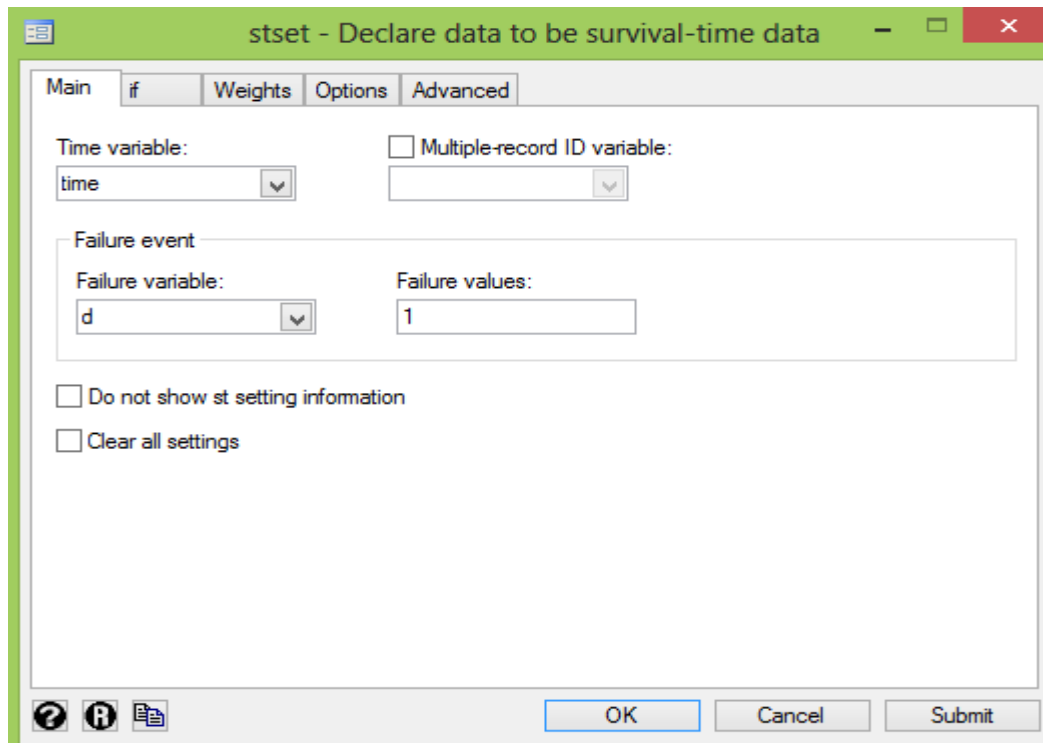 stset - Declare data to be survival-time data
Main if Weights Options Advanced
Time variable: Multiple-record ID variable:
time
Failure event
Failure variable: Failure values:
d 1
Do not show st setting information
Clear all settings
? R OK Cancel Submit